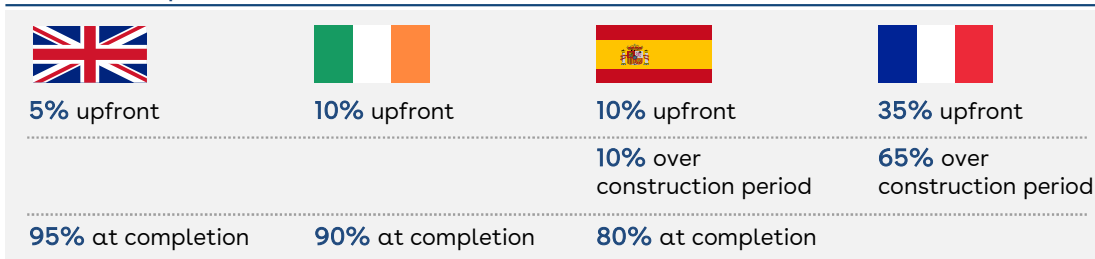 5% upfront
10% upfront
10% upfront
35% upfront
10% over
construction period
65% over
construction period
95% at completion
90% at completion
80% at completion